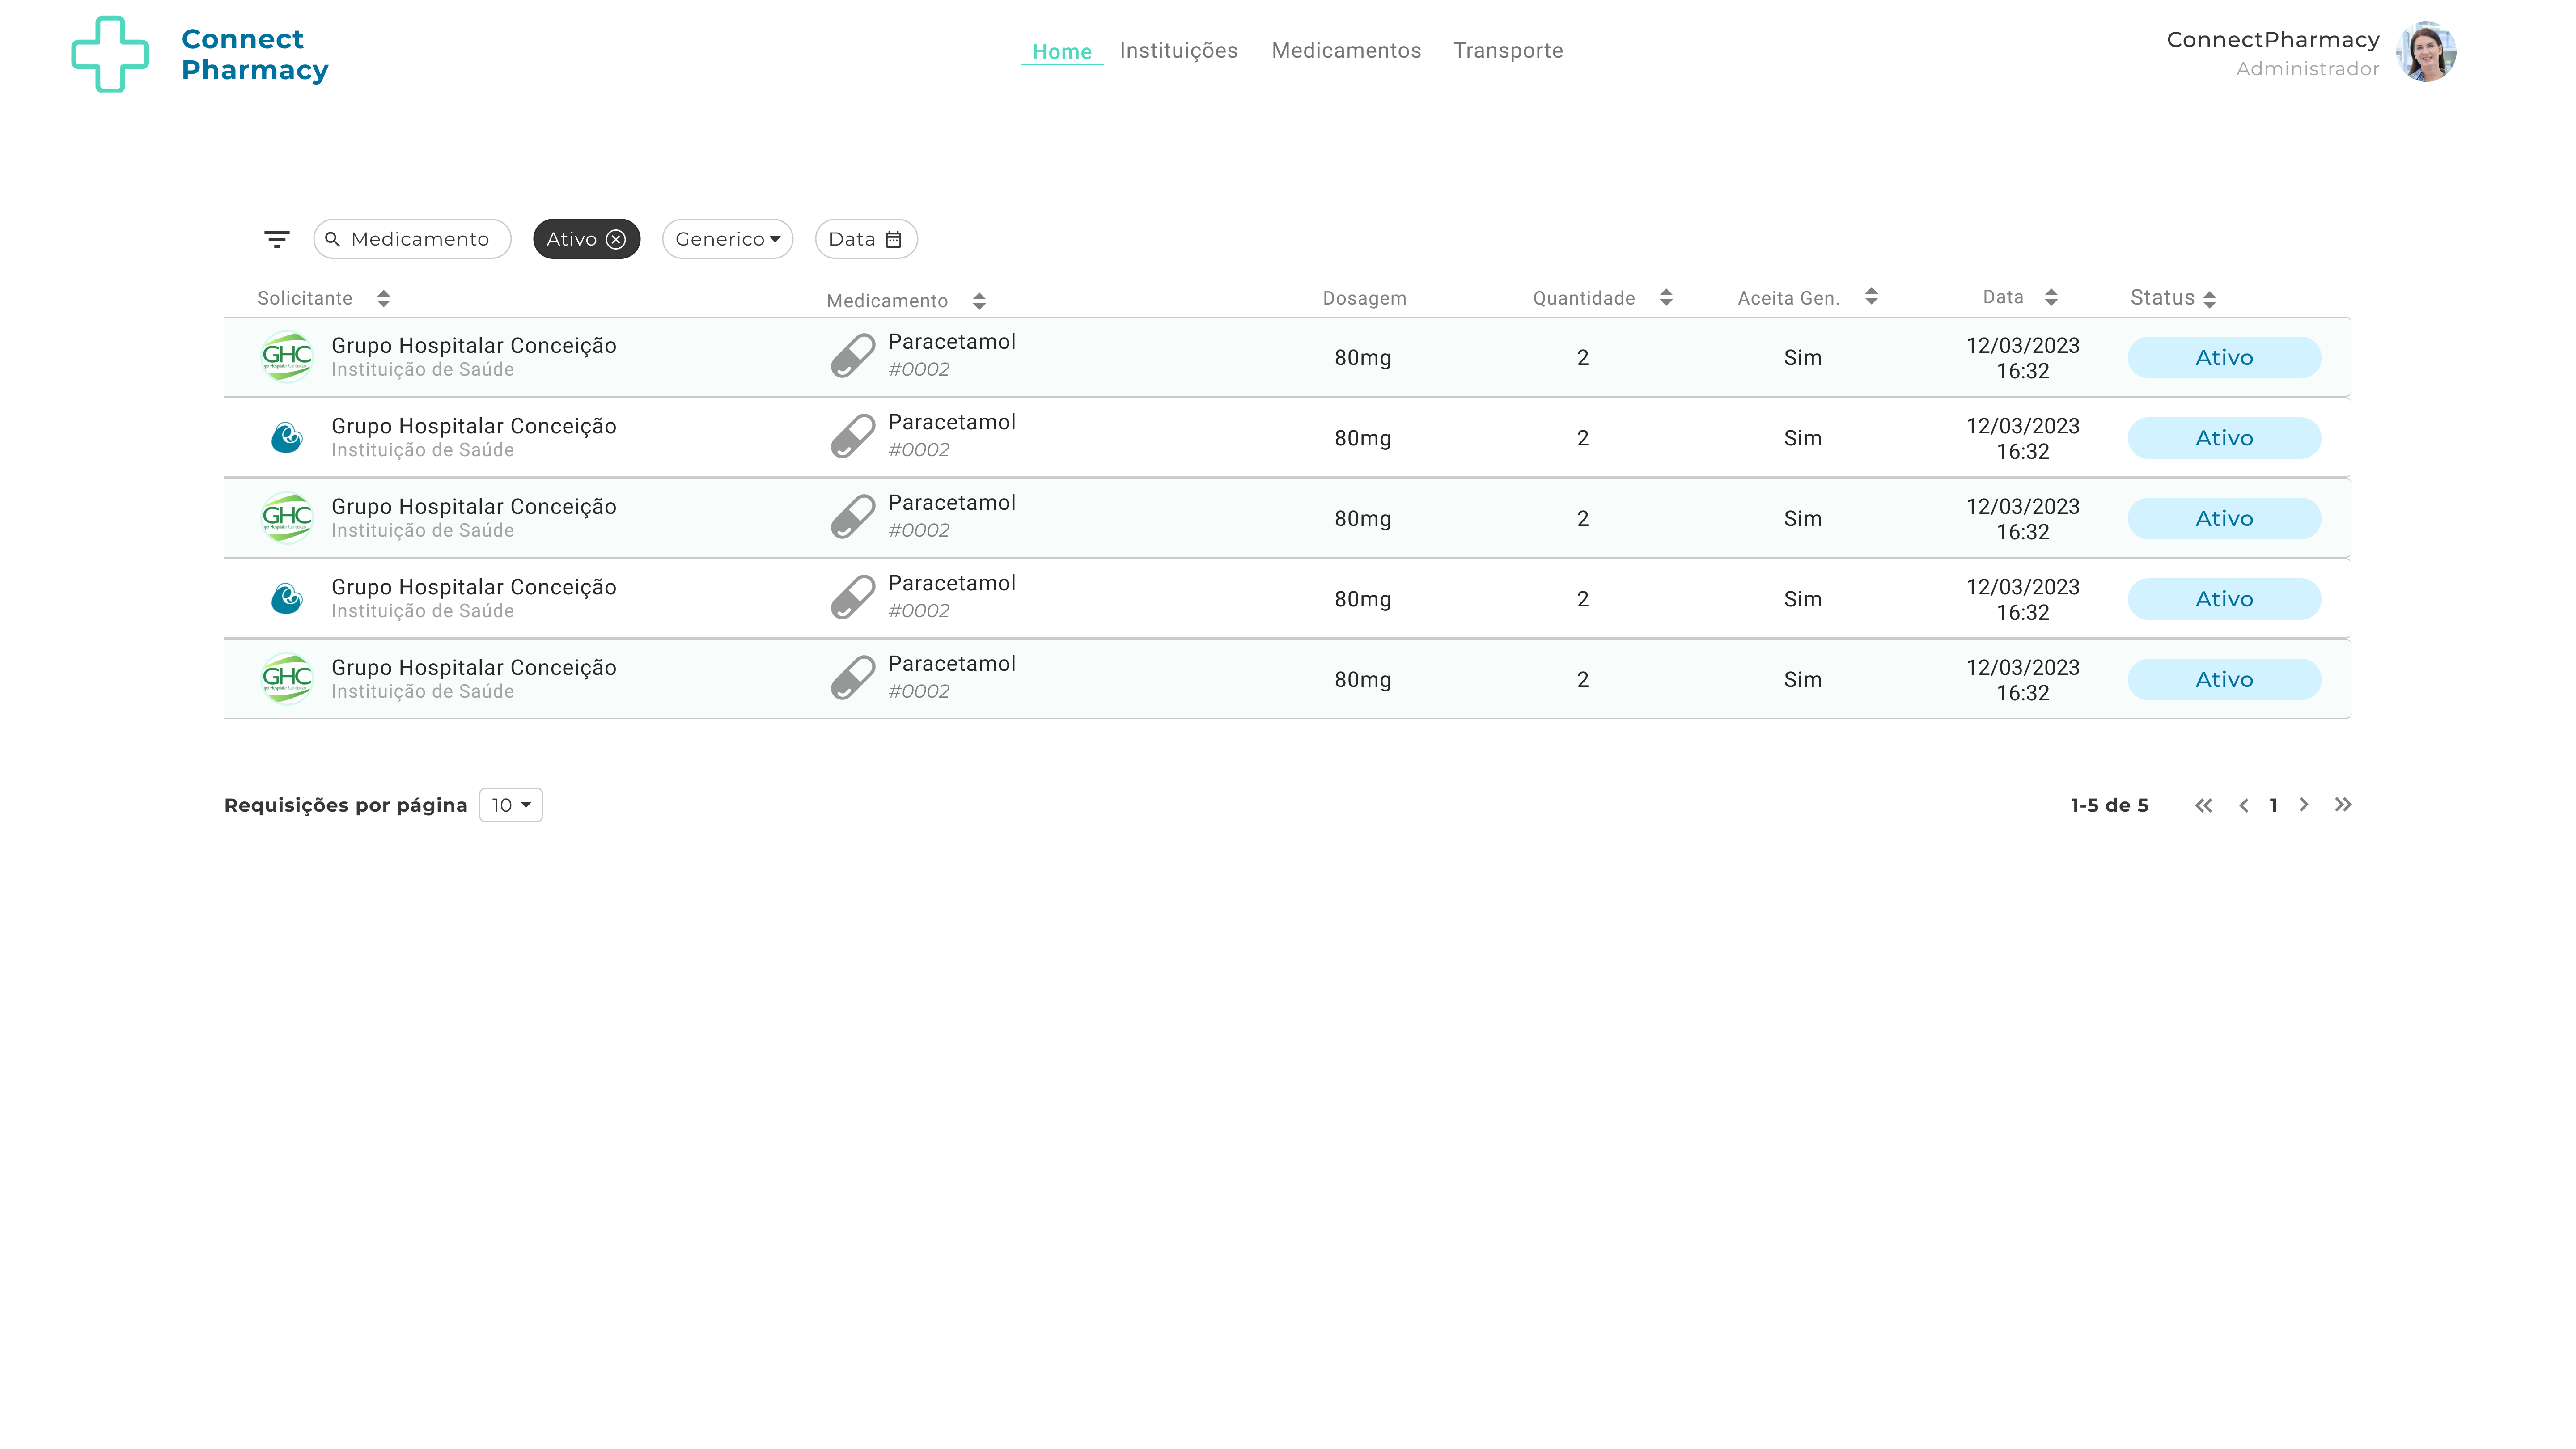 Connect
Pharmacy
Home Instituições Medicamentos Transporte
ConnectPharmacy
Administrador
Medicamento Ativo Generico Data
Solicitante Medicamento Dosagem Quantidade Aceita Gen. Data Status
GHC
Grupo Hospitalar Conceição
Instituição de Saúde
Paracetamol
#0002
80mg
2
Sim
12/03/2023
16:32
Ativo
Grupo Hospitalar Conceição
Instituição de Saúde
Paracetamol
#0002
80mg
2
Sim
12/03/2023
16:32
Ativo
GHC
Grupo Hospitalar Conceição
Instituição de Saúde
Paracetamol
#0002
80mg
2
Sim
12/03/2023
16:32
Ativo
Grupo Hospitalar Conceição
Instituição de Saúde
Paracetamol
#0002
80mg
2
Sim
12/03/2023
16:32
Ativo
GHC
Grupo Hospitalar Conceição
Instituição de Saúde
Paracetamol
#0002
80mg
2
Sim
12/03/2023
16:32
Ativo
Requisições por página 10
1-5 de 5 1